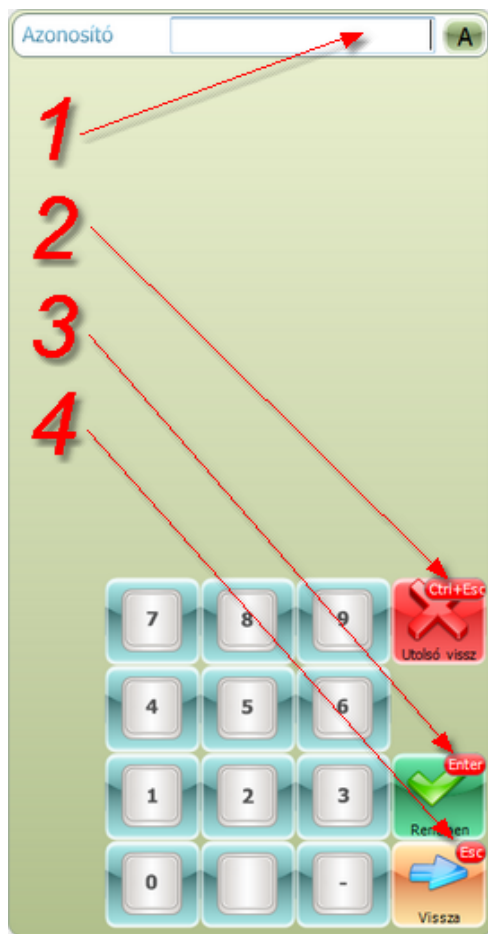 Azonosító A
1
2
3
4
Ctrl+Esc
7 8 9
Utolsó vissz
4 5 6
Enter
1 2 3
Rendben
Esc
0 -
Vissza